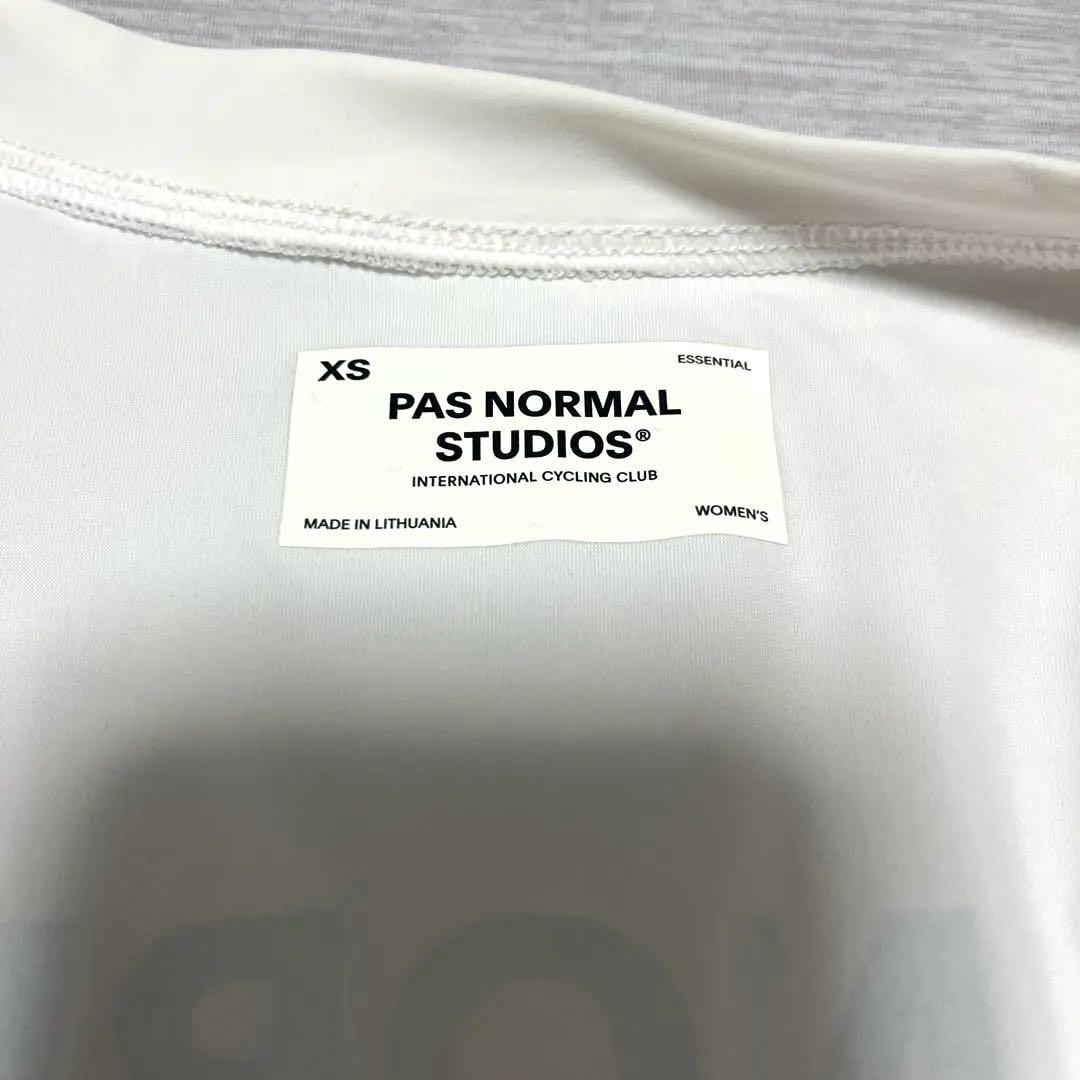 XS
ESSENTIAL
PAS NORMAL
STUDIOS®
INTERNATIONAL CYCLING CLUB
MADE IN LITHUANIA
WOMEN'S